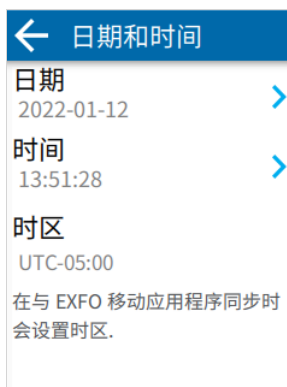 日期和时间
日期
2022-01-12
时间
13:51:28
时区
UTC-05:00
在与 EXFO 移动应用程序同步时
会设置时区.